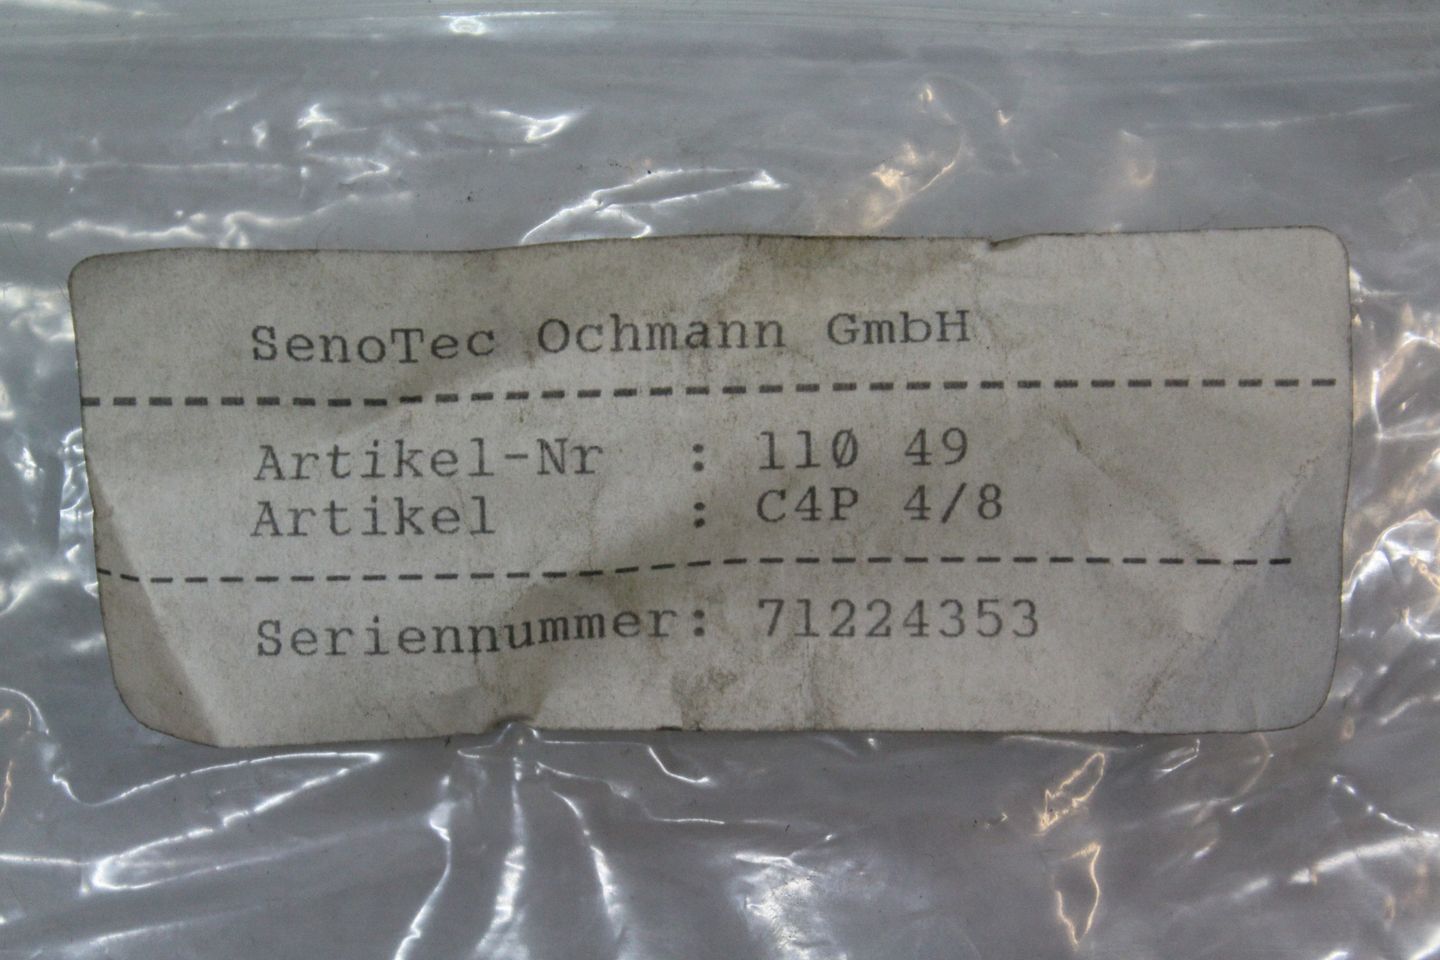 SenoTec Ochmann GmbH
Artikel-Nr : 11Ø 49
Artikel : C4P 4/8
Seriennummer: 71224353